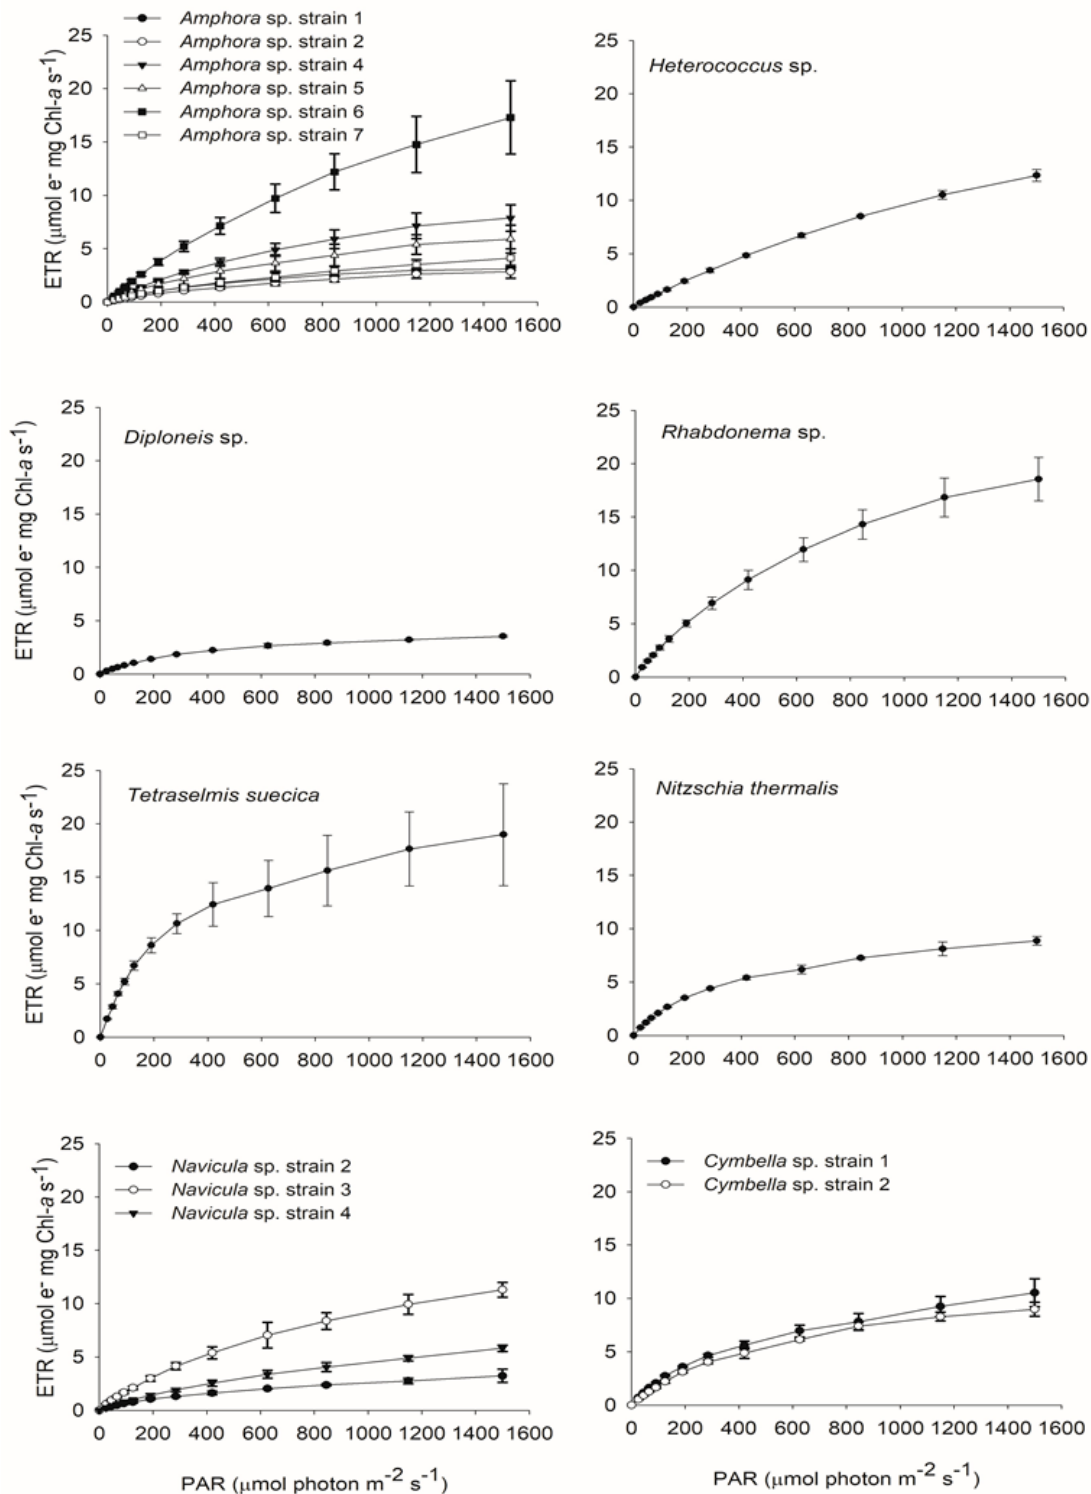 Amphora sp. strain 1
Amphora sp. strain 2
Amphora sp. strain 4
Amphora sp. strain 5
Amphora sp. strain 6
Amphora sp. strain 7
ETR (μmol e⁻ mg Chl-a s⁻¹)
25
20
15
10
5
0
0 200 400 600 800 1000 1200 1400 1600
Heterococcus sp.
25
20
15
10
5
0
0 200 400 600 800 1000 1200 1400 1600
Diploneis sp.
ETR (μmol e⁻ mg Chl-a s⁻¹)
25
20
15
10
5
0
0 200 400 600 800 1000 1200 1400 1600
Rhabdonema sp.
25
20
15
10
5
0
0 200 400 600 800 1000 1200 1400 1600
Tetraselmis suecica
ETR (μmol e⁻ mg Chl-a s⁻¹)
25
20
15
10
5
0
0 200 400 600 800 1000 1200 1400 1600
Nitzschia thermalis
25
20
15
10
5
0
0 200 400 600 800 1000 1200 1400 1600
Navicula sp. strain 2
Navicula sp. strain 3
Navicula sp. strain 4
ETR (μmol e⁻ mg Chl-a s⁻¹)
25
20
15
10
5
0
0 200 400 600 800 1000 1200 1400 1600
PAR (μmol photon m⁻² s⁻¹)
Cymbella sp. strain 1
Cymbella sp. strain 2
25
20
15
10
5
0
0 200 400 600 800 1000 1200 1400 1600
PAR (μmol photon m⁻² s⁻¹)